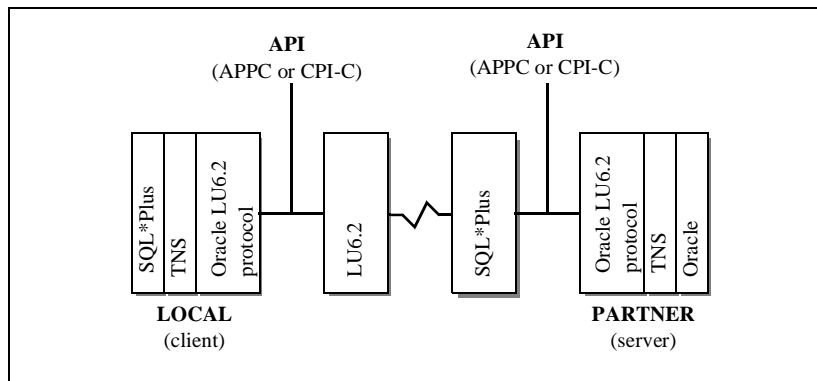 API
(APPC or CPI-C)
API
(APPC or CPI-C)
SQL*Plus
TNS
Oracle LU6.2
protocol
LU6.2
SQL*Plus
Oracle LU6.2
protocol
TNS
Oracle
LOCAL
(client)
PARTNER
(server)